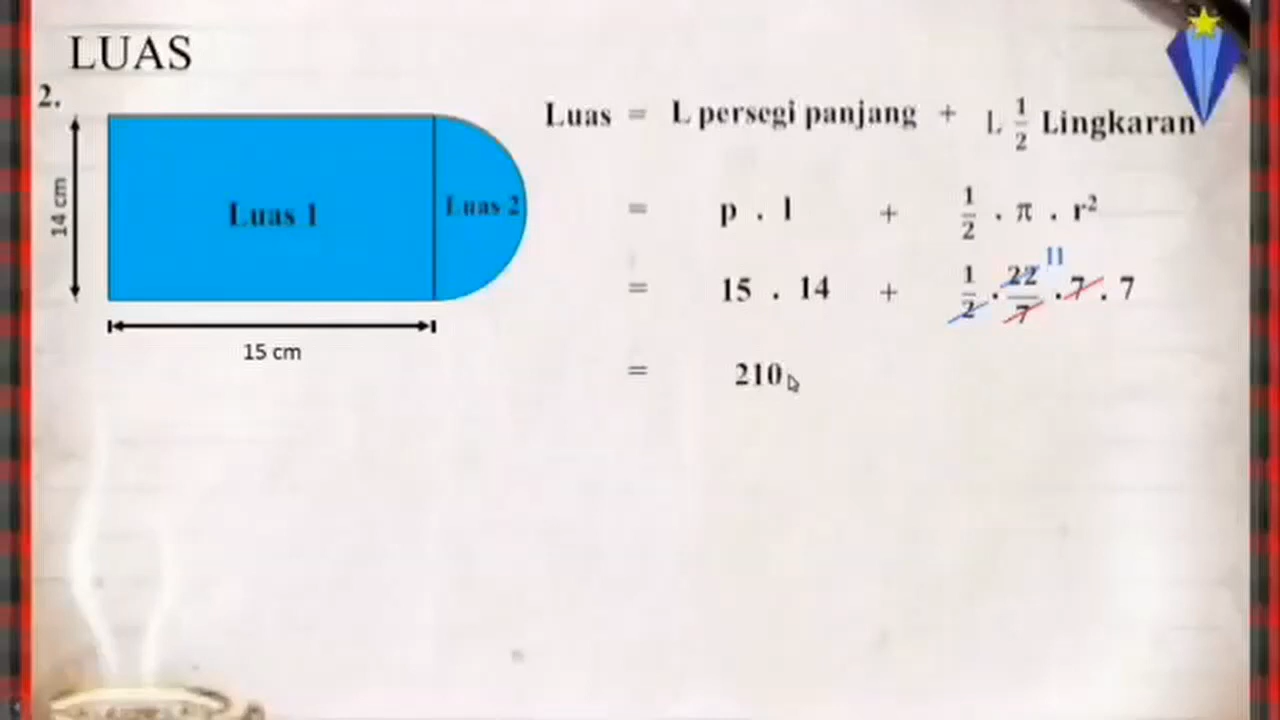 LUAS
2.
14 cm
Luas 1
Luas 2
15 cm
Luas = L persegi panjang + L 1/2 Lingkaran
= p . l + 1/2 . π . r²
= 15 . 14 + 1/2 . 22/7 . 7 . 7
11
= 210